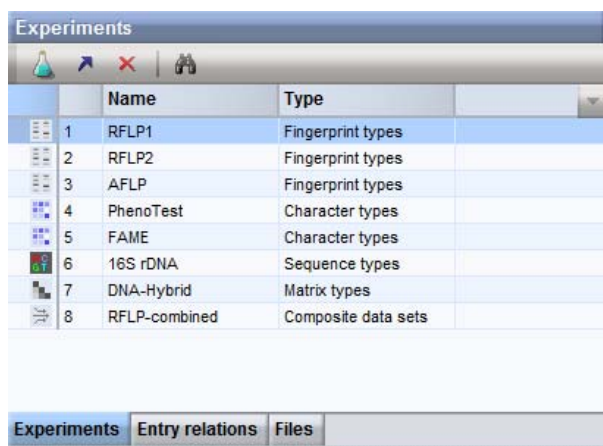 Experiments
Name Type
1 RFLP1 Fingerprint types
2 RFLP2 Fingerprint types
3 AFLP Fingerprint types
4 PhenoTest Character types
5 FAME Character types
6 16S rDNA Sequence types
7 DNA-Hybrid Matrix types
8 RFLP-combined Composite data sets
Experiments Entry relations Files